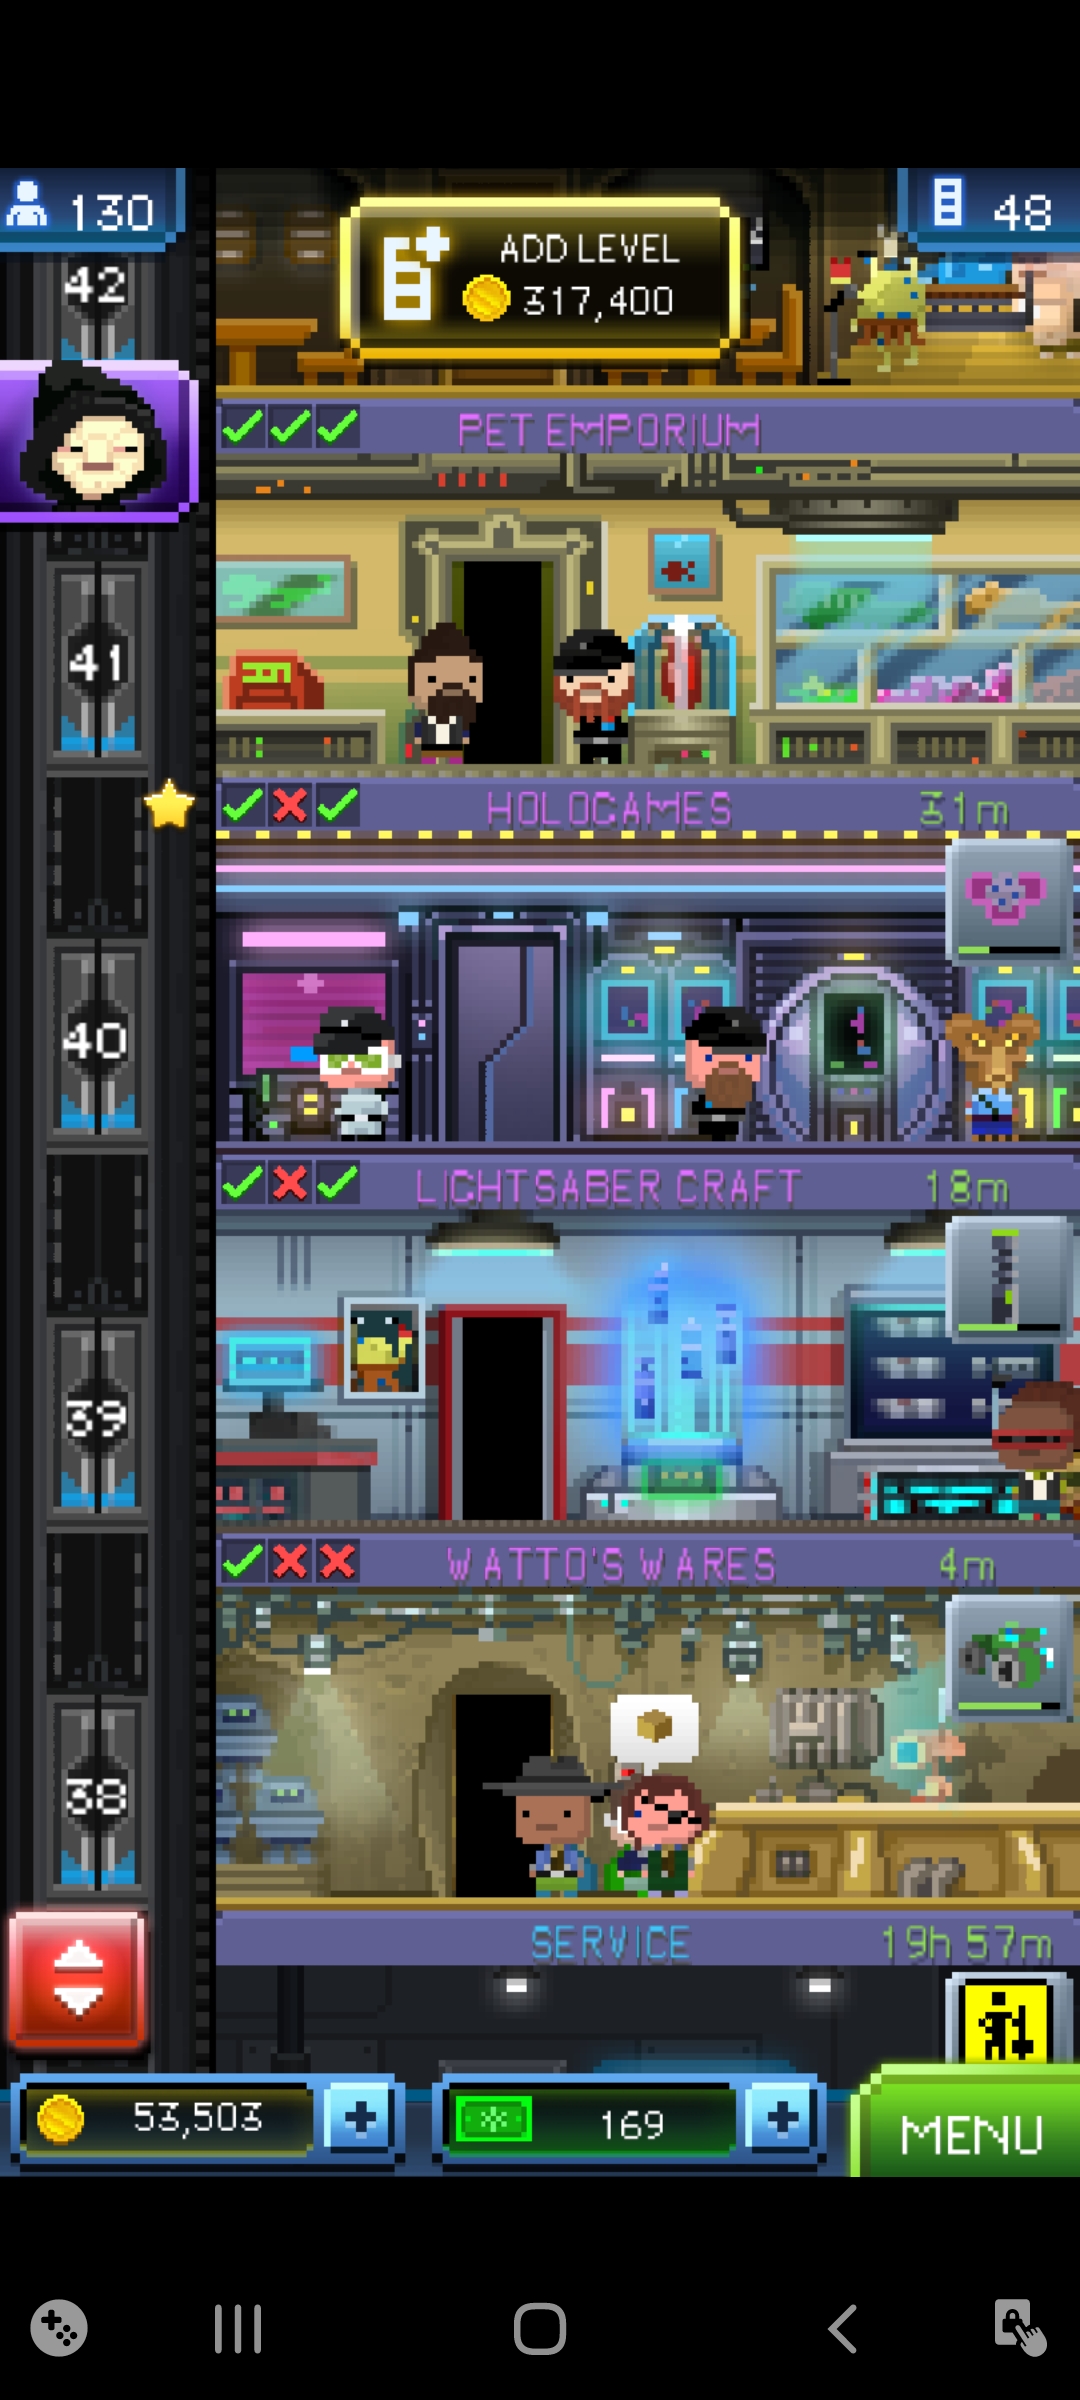 130
48
42
ADD LEVEL
317,400
PET EMPORIUM
41
HOLOGAMES
31m
40
LIGHTSABER CRAFT
18m
39
WATTO'S WARES
4m
38
SERVICE
19h 57m
53,503
169
MENU